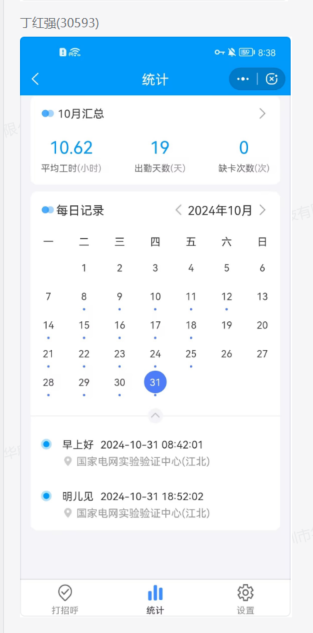 丁红强(30593)
8:38
统计
10月汇总
10.62 19 0
平均工时(小时) 出勤天数(天) 缺卡次数(次)
每日记录 2024年10月
一 二 三 四 五 六 日
1 2 3 4 5 6
7 8 9 10 11 12 13
14 15 16 17 18 19 20
21 22 23 24 25 26 27
28 29 30 31
早上好 2024-10-31 08:42:01
国家电网实验验证中心(江北)
明儿见 2024-10-31 18:52:02
国家电网实验验证中心(江北)
打招呼 统计 设置